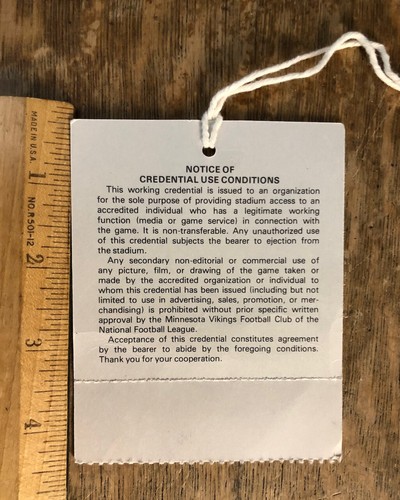 MADE IN U.S.A.
NO. R501-12
1
2
3
4
NOTICE OF
CREDENTIAL USE CONDITIONS
This working credential is issued to an organization
for the sole purpose of providing stadium access to an
accredited individual who has a legitimate working
function (media or game service) in connection with
the game. It is non-transferable. Any unauthorized use
of this credential subjects the bearer to ejection from
the stadium.
Any secondary non-editorial or commercial use of
any picture, film, or drawing of the game taken or
made by the accredited organization or individual to
whom this credential has been issued (including but not
limited to use in advertising, sales, promotion, or mer-
chandising) is prohibited without prior specific written
approval by the Minnesota Vikings Football Club of the
National Football League.
Acceptance of this credential constitutes agreement
by the bearer to abide by the foregoing conditions.
Thank you for your cooperation.